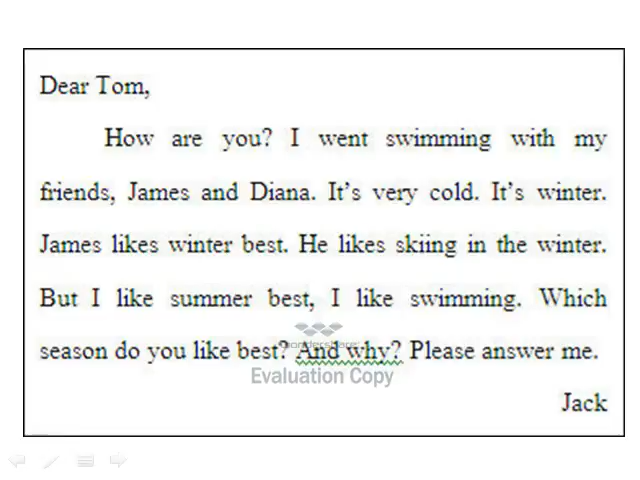 Dear Tom,
How are you? I went swimming with my
friends, James and Diana. It's very cold. It's winter.
James likes winter best. He likes skiing in the winter.
But I like summer best, I like swimming. Which
wondershare
season do you like best? And why? Please answer me.
Evaluation Copy
Jack